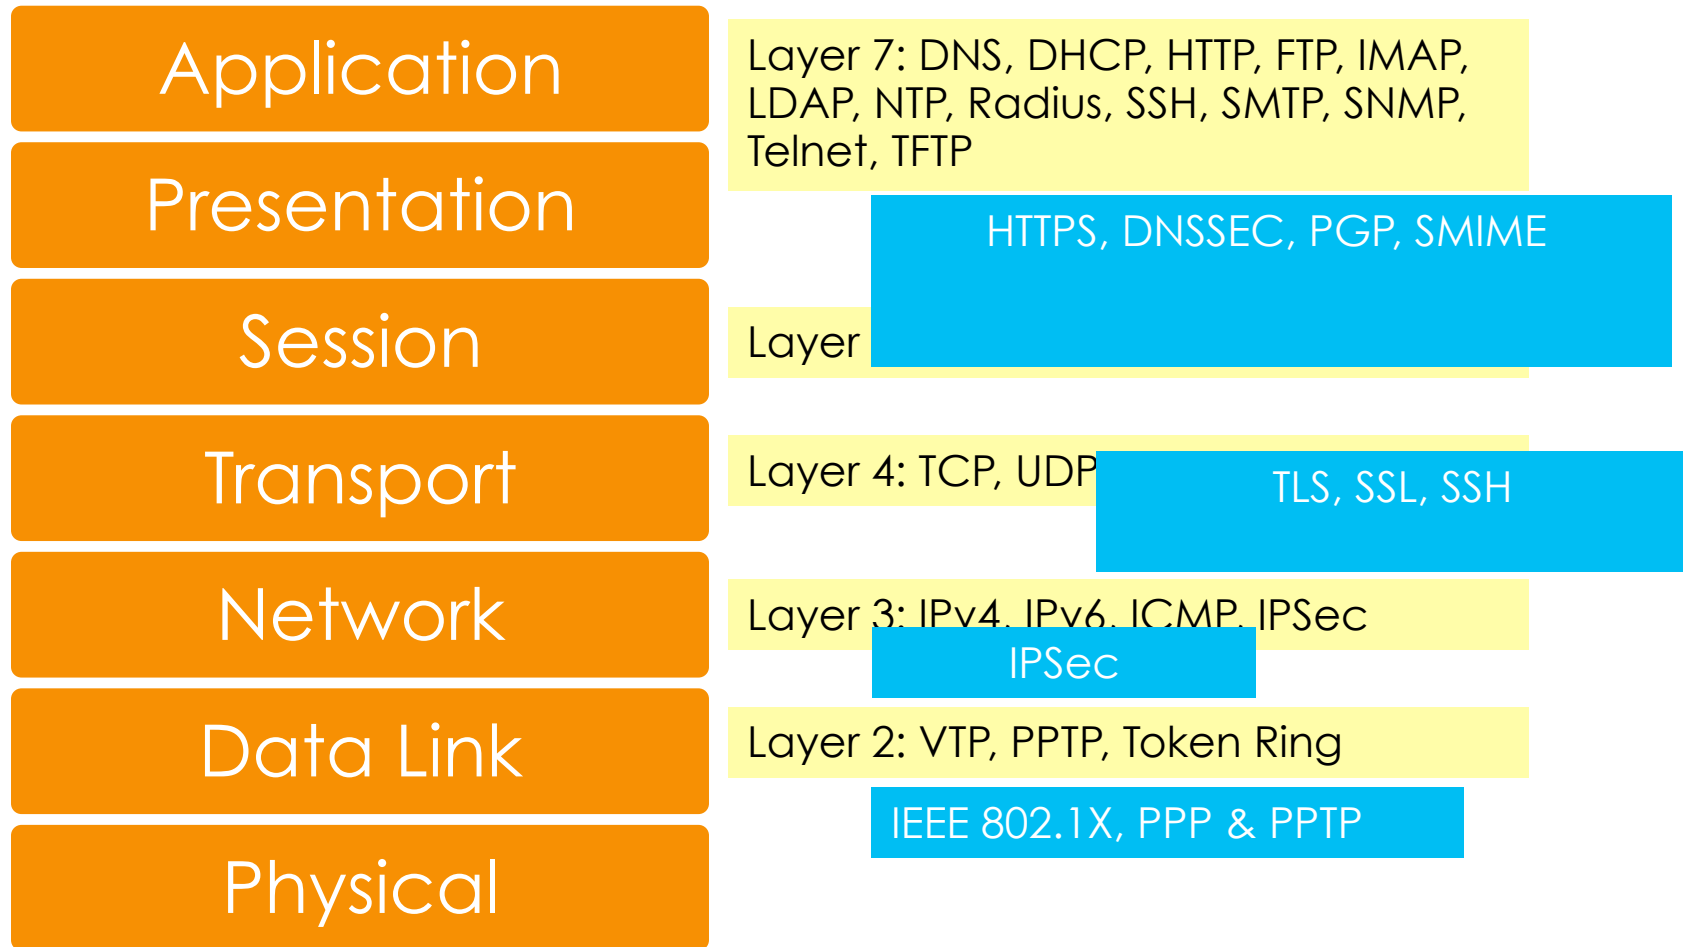 Application
Presentation
Session
Transport
Network
Data Link
Physical
Layer 7: DNS, DHCP, HTTP, FTP, IMAP,
LDAP, NTP, Radius, SSH, SMTP, SNMP,
Telnet, TFTP
HTTPS, DNSSEC, PGP, SMIME
Layer
Layer 4: TCP, UDP
TLS, SSL, SSH
Layer 3: IPv4, IPv6, ICMP, IPSec
IPSec
Layer 2: VTP, PPTP, Token Ring
IEEE 802.1X, PPP & PPTP